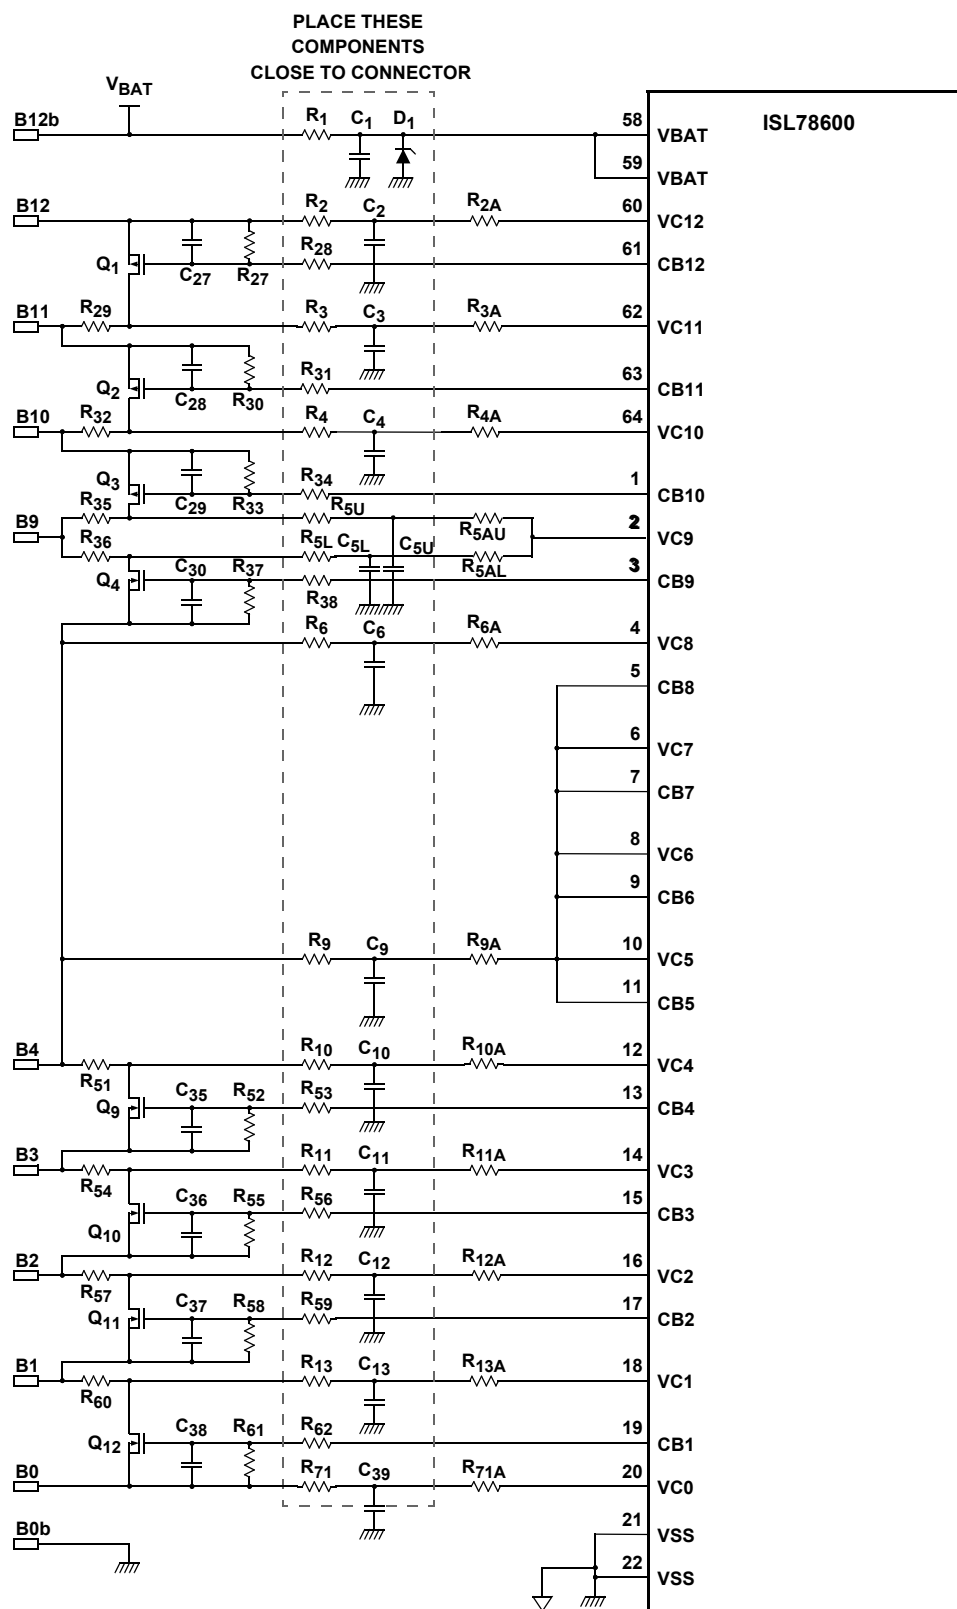 PLACE THESE
COMPONENTS
CLOSE TO CONNECTOR
VBAT
B12b R1 C1 D1 58 VBAT ISL78600
59 VBAT
B12 R2 C2 R2A 60 VC12
Q1 C27 R27 R28 61 CB12
B11 R29 R3 C3 R3A 62 VC11
Q2 C28 R30 R31 63 CB11
B10 R32 R4 C4 R4A 64 VC10
Q3 C29 R33 R34 1 CB10
R35 R5U R5AU
B9 2 VC9
R36 R5L C5L C5U R5AL
Q4 C30 R37 R38 3 CB9
R6 C6 R6A 4 VC8
5 CB8
6 VC7
7 CB7
8 VC6
9 CB6
R9 C9 R9A 10 VC5
11 CB5
B4 R51 R10 C10 R10A 12 VC4
Q9 C35 R52 R53 13 CB4
B3 R54 R11 C11 R11A 14 VC3
Q10 C36 R55 R56 15 CB3
B2 R57 R12 C12 R12A 16 VC2
Q11 C37 R58 R59 17 CB2
B1 R60 R13 C13 R13A 18 VC1
Q12 C38 R61 R62 19 CB1
B0 R71 C39 R71A 20 VC0
B0b 21 VSS
22 VSS